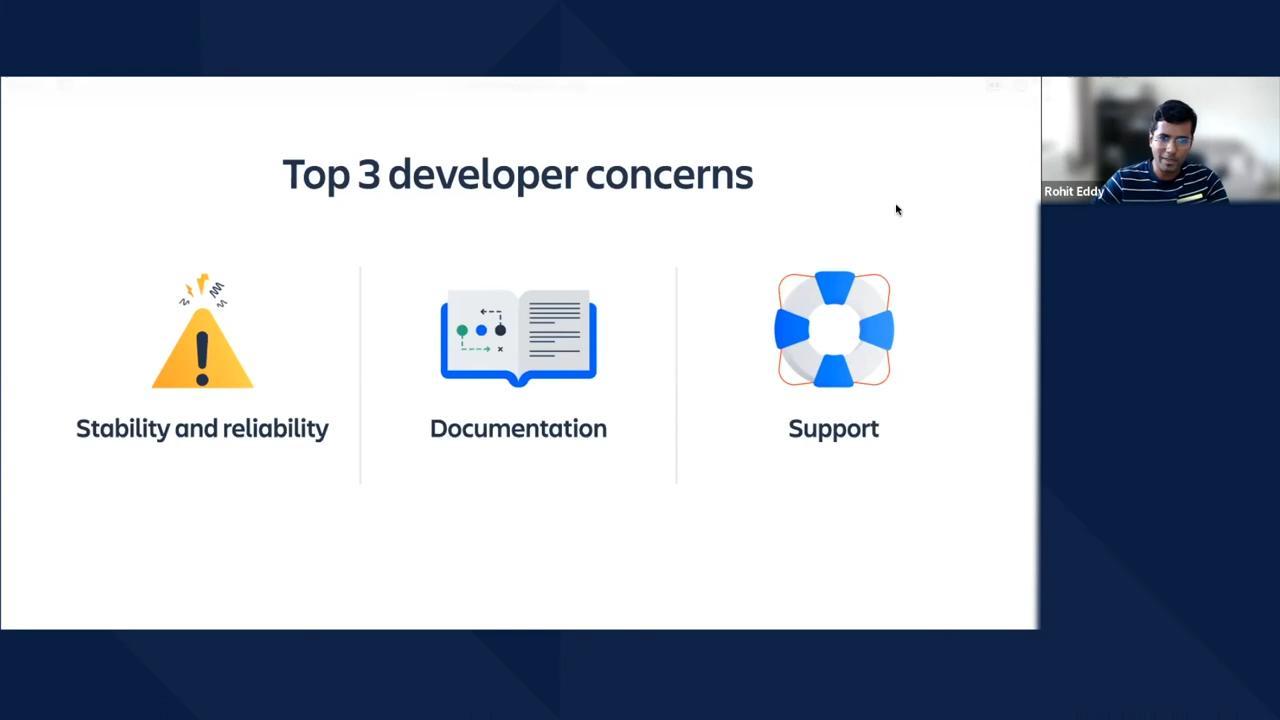 Top 3 developer concerns
Stability and reliability
Documentation
Support
Rohit Eddy